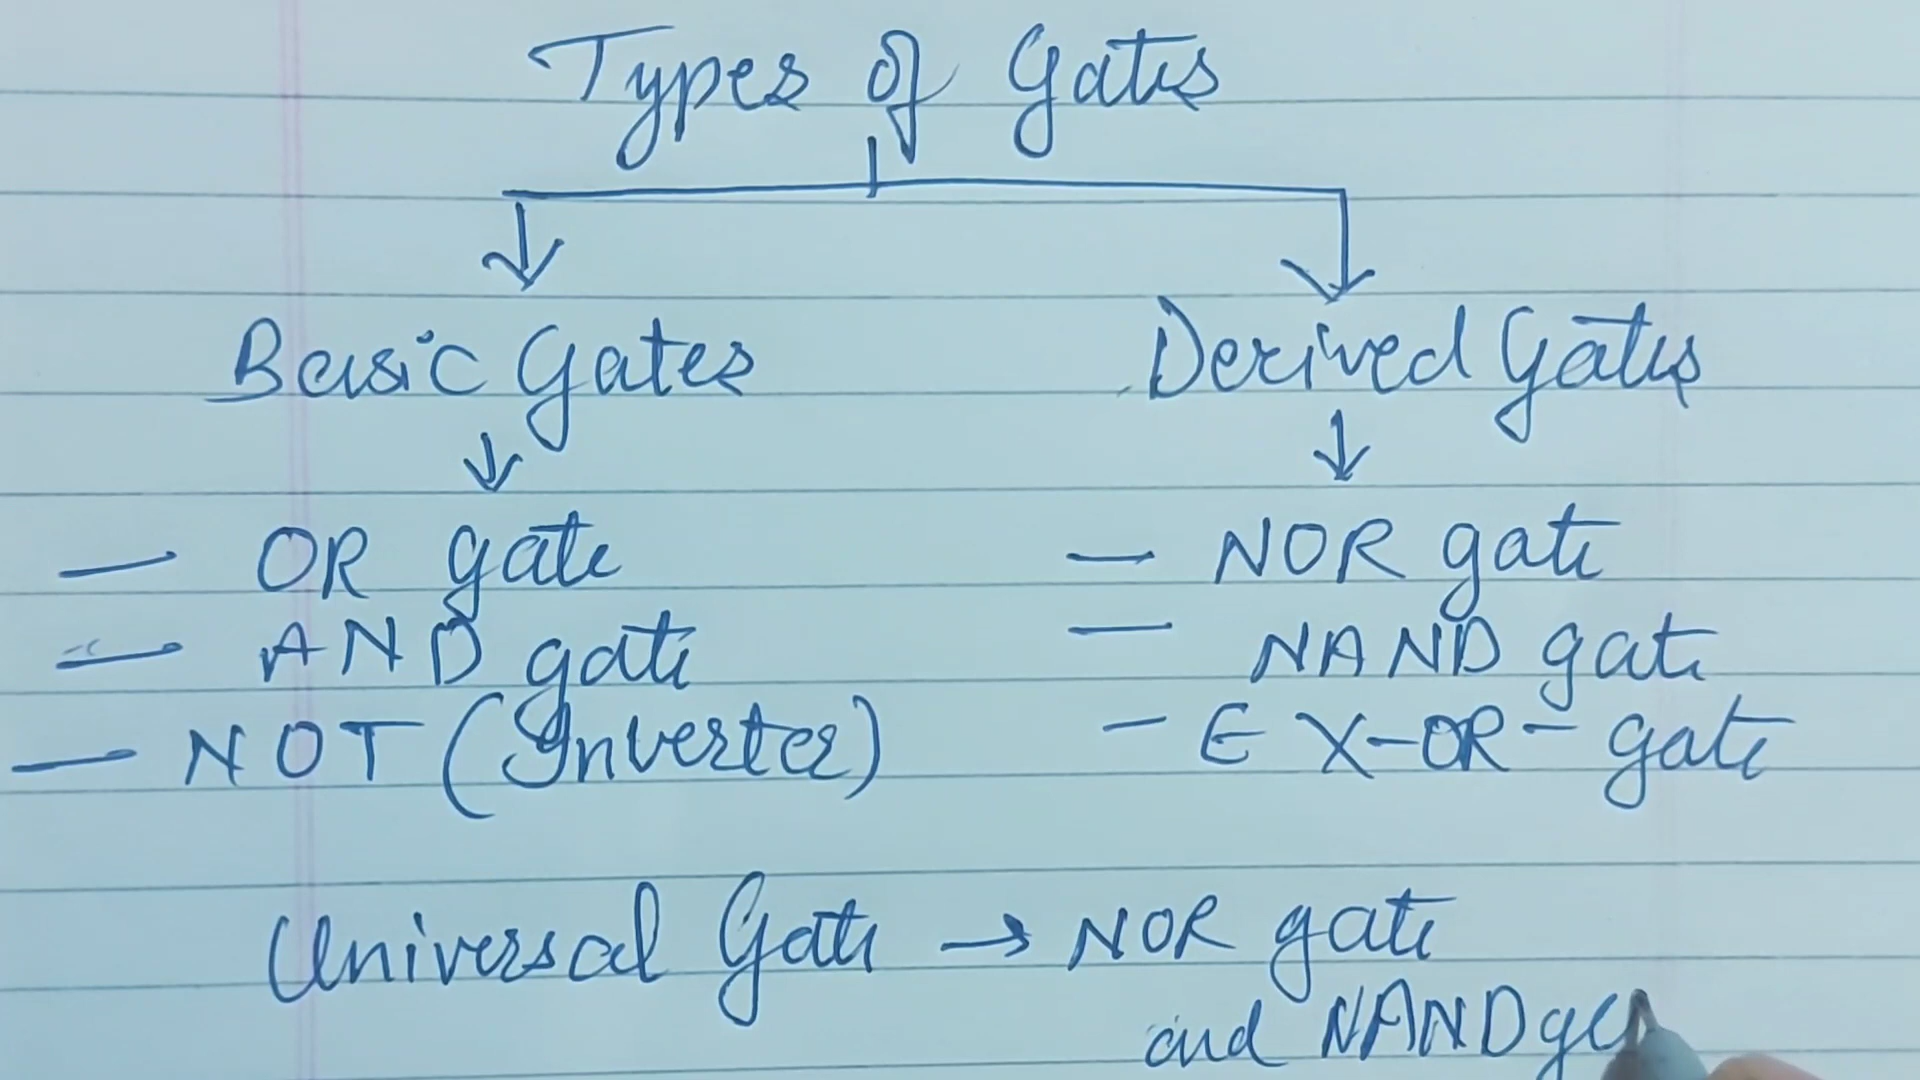 Types of Gates
Basic Gates
- OR gate
- AND gate
- NOT (Inverter)
Derived Gates
- NOR gate
- NAND gate
- EX-OR- gate
Universal Gate → NOR gate
and NAND